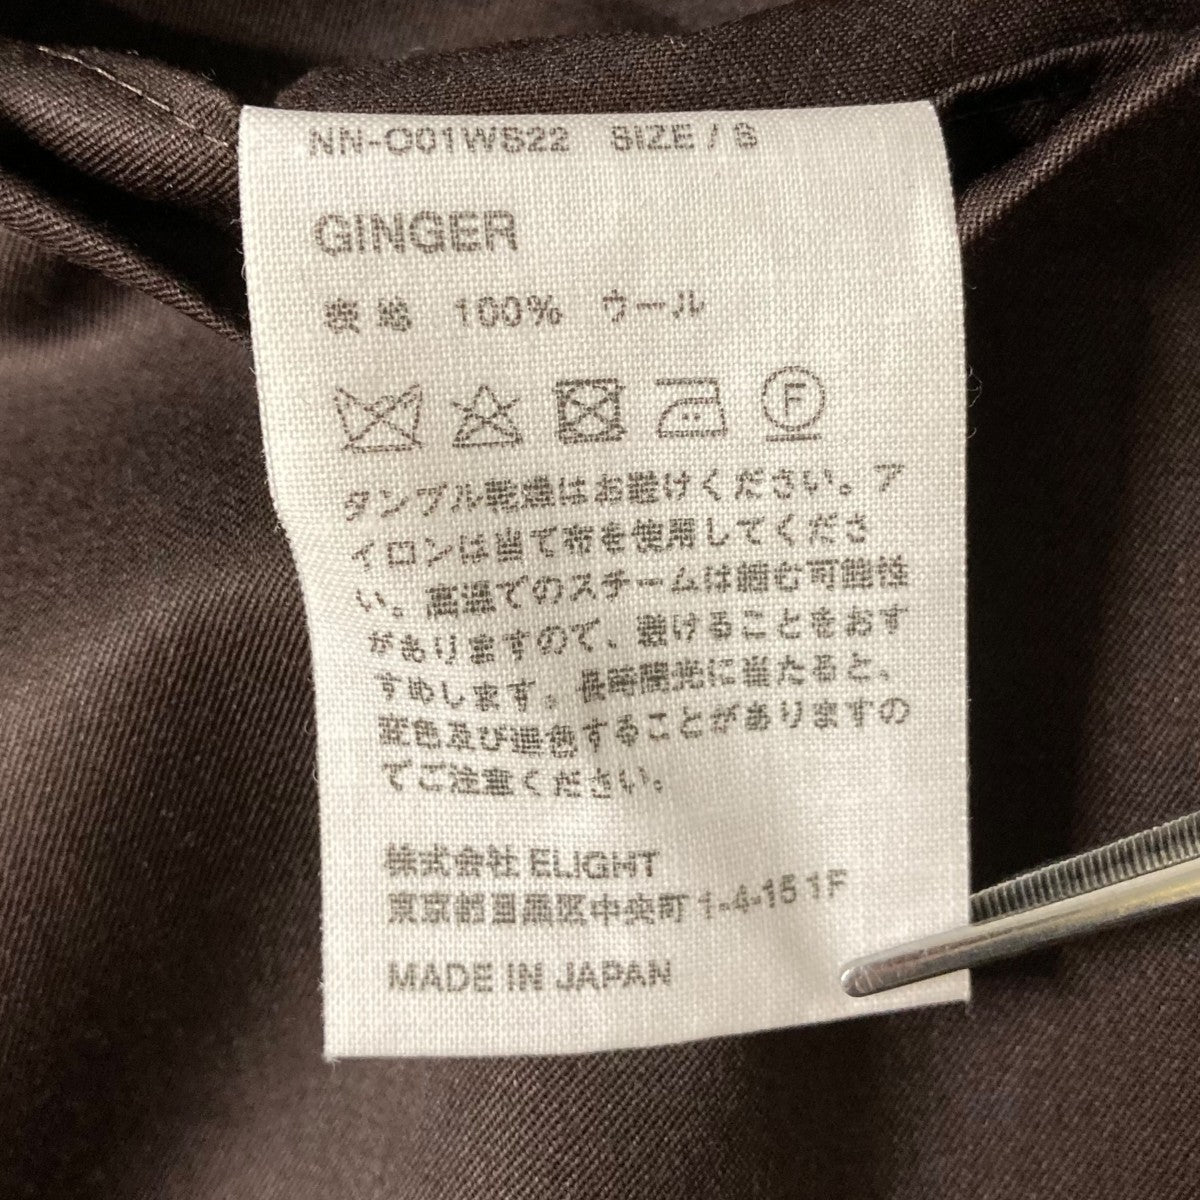 NN-O01WS22 SIZE / S
GINGER
表地 100% ウール
F
タンブル乾燥はお避けください。ア
イロンは当て布を使用してくださ
い。高温でのスチームは縮む可能性
がありますので、避けることをおす
すめします。長時間光に当たると、
変色及び退色することがありますの
でご注意ください。
株式会社 ELIGHT
東京都目黒区中央町 1-4-15 1F
MADE IN JAPAN